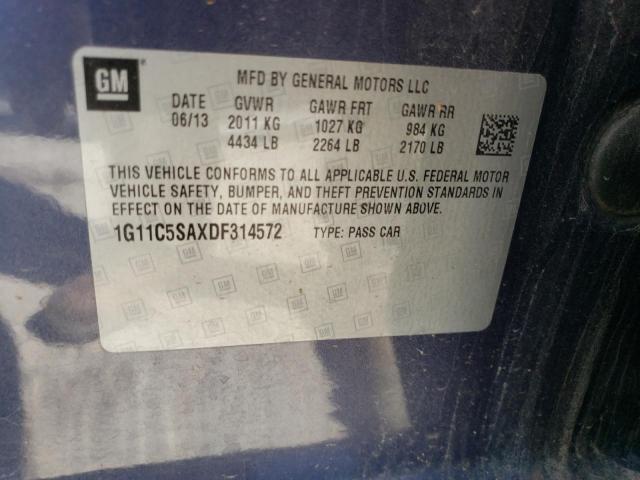 GM
MFD BY GENERAL MOTORS LLC
DATE GVWR GAWR FRT GAWR RR
06/13 2011 KG 1027 KG 984 KG
4434 LB 2264 LB 2170 LB
THIS VEHICLE CONFORMS TO ALL APPLICABLE U.S. FEDERAL MOTOR
VEHICLE SAFETY, BUMPER, AND THEFT PREVENTION STANDARDS IN
EFFECT ON THE DATE OF MANUFACTURE SHOWN ABOVE.
1G11C5SAXDF314572 TYPE: PASS CAR